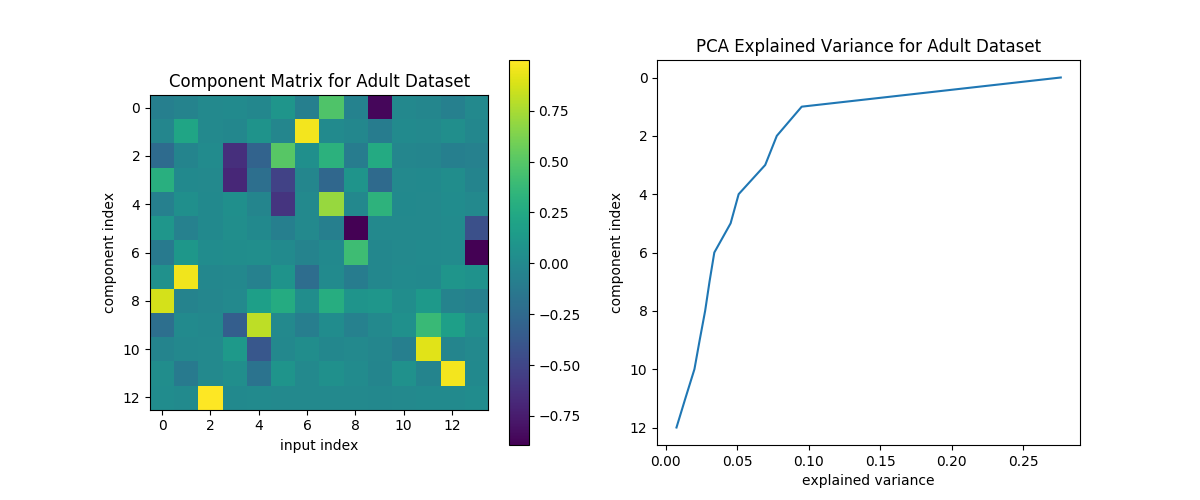 Component Matrix for Adult Dataset
0
2
4
6
8
10
12
component index
0 2 4 6 8 10 12
input index
0.75
0.50
0.25
0.00
−0.25
−0.50
−0.75
PCA Explained Variance for Adult Dataset
0
2
4
6
8
10
12
component index
0.00 0.05 0.10 0.15 0.20 0.25
explained variance